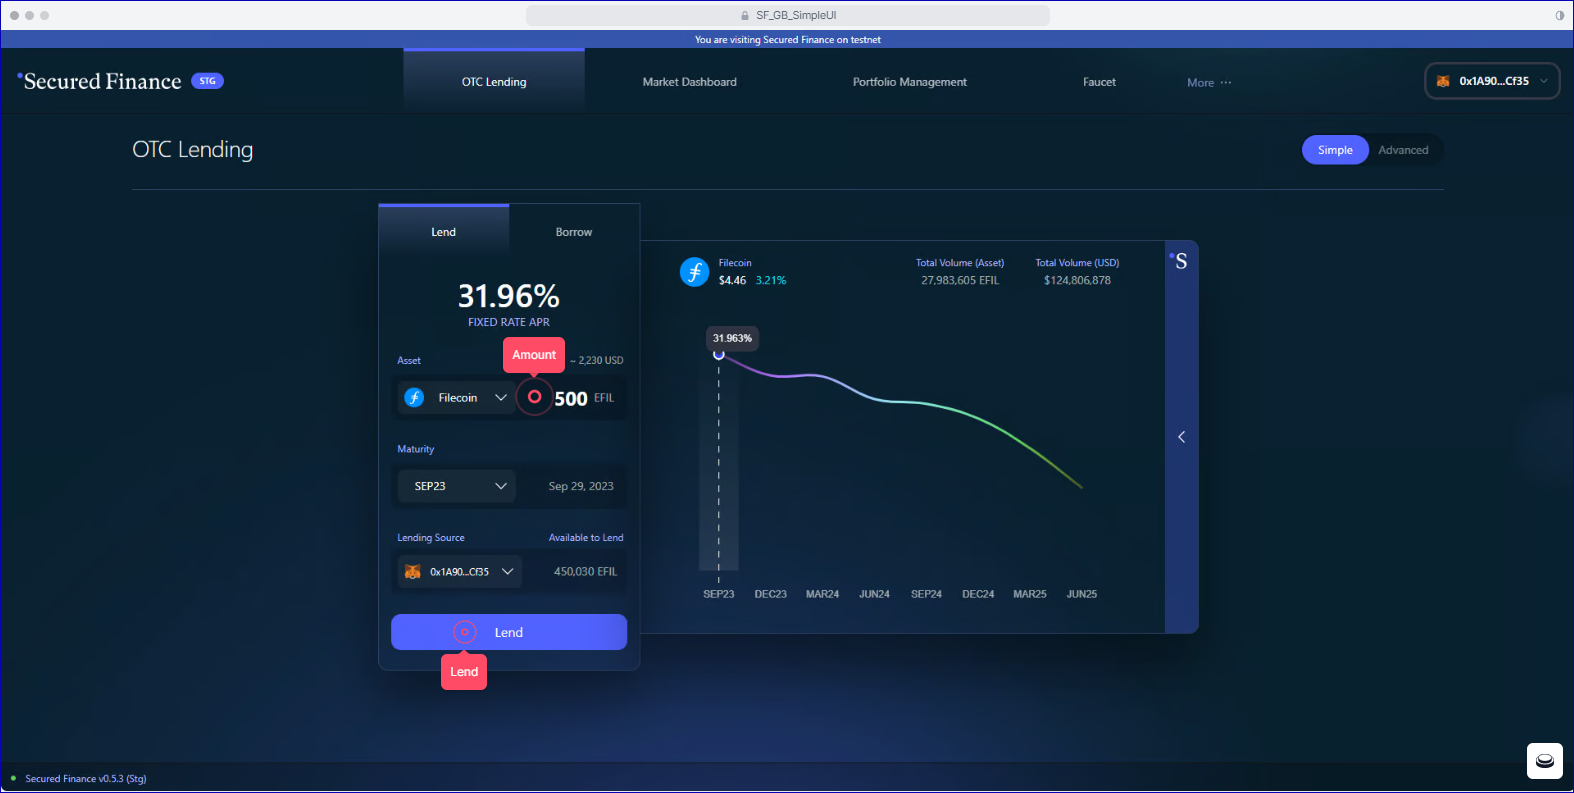 SF_GB_SimpleUI
You are visiting Secured Finance on testnet
Secured Finance STG
OTC Lending
Market Dashboard
Portfolio Management
Faucet
More ···
0x1A90...Cf35
OTC Lending
Simple
Advanced
Lend
Borrow
31.96%
FIXED RATE APR
Amount
Asset
~ 2,230 USD
Filecoin
500 EFIL
Maturity
SEP23
Sep 29, 2023
Lending Source
Available to Lend
0x1A90...Cf35
450,030 EFIL
Lend
Lend
Filecoin
$4.46 3.21%
Total Volume (Asset)
27,983,605 EFIL
Total Volume (USD)
$124,806,878
S
31.963%
SEP23 DEC23 MAR24 JUN24 SEP24 DEC24 MAR25 JUN25
Secured Finance v0.5.3 (Stg)